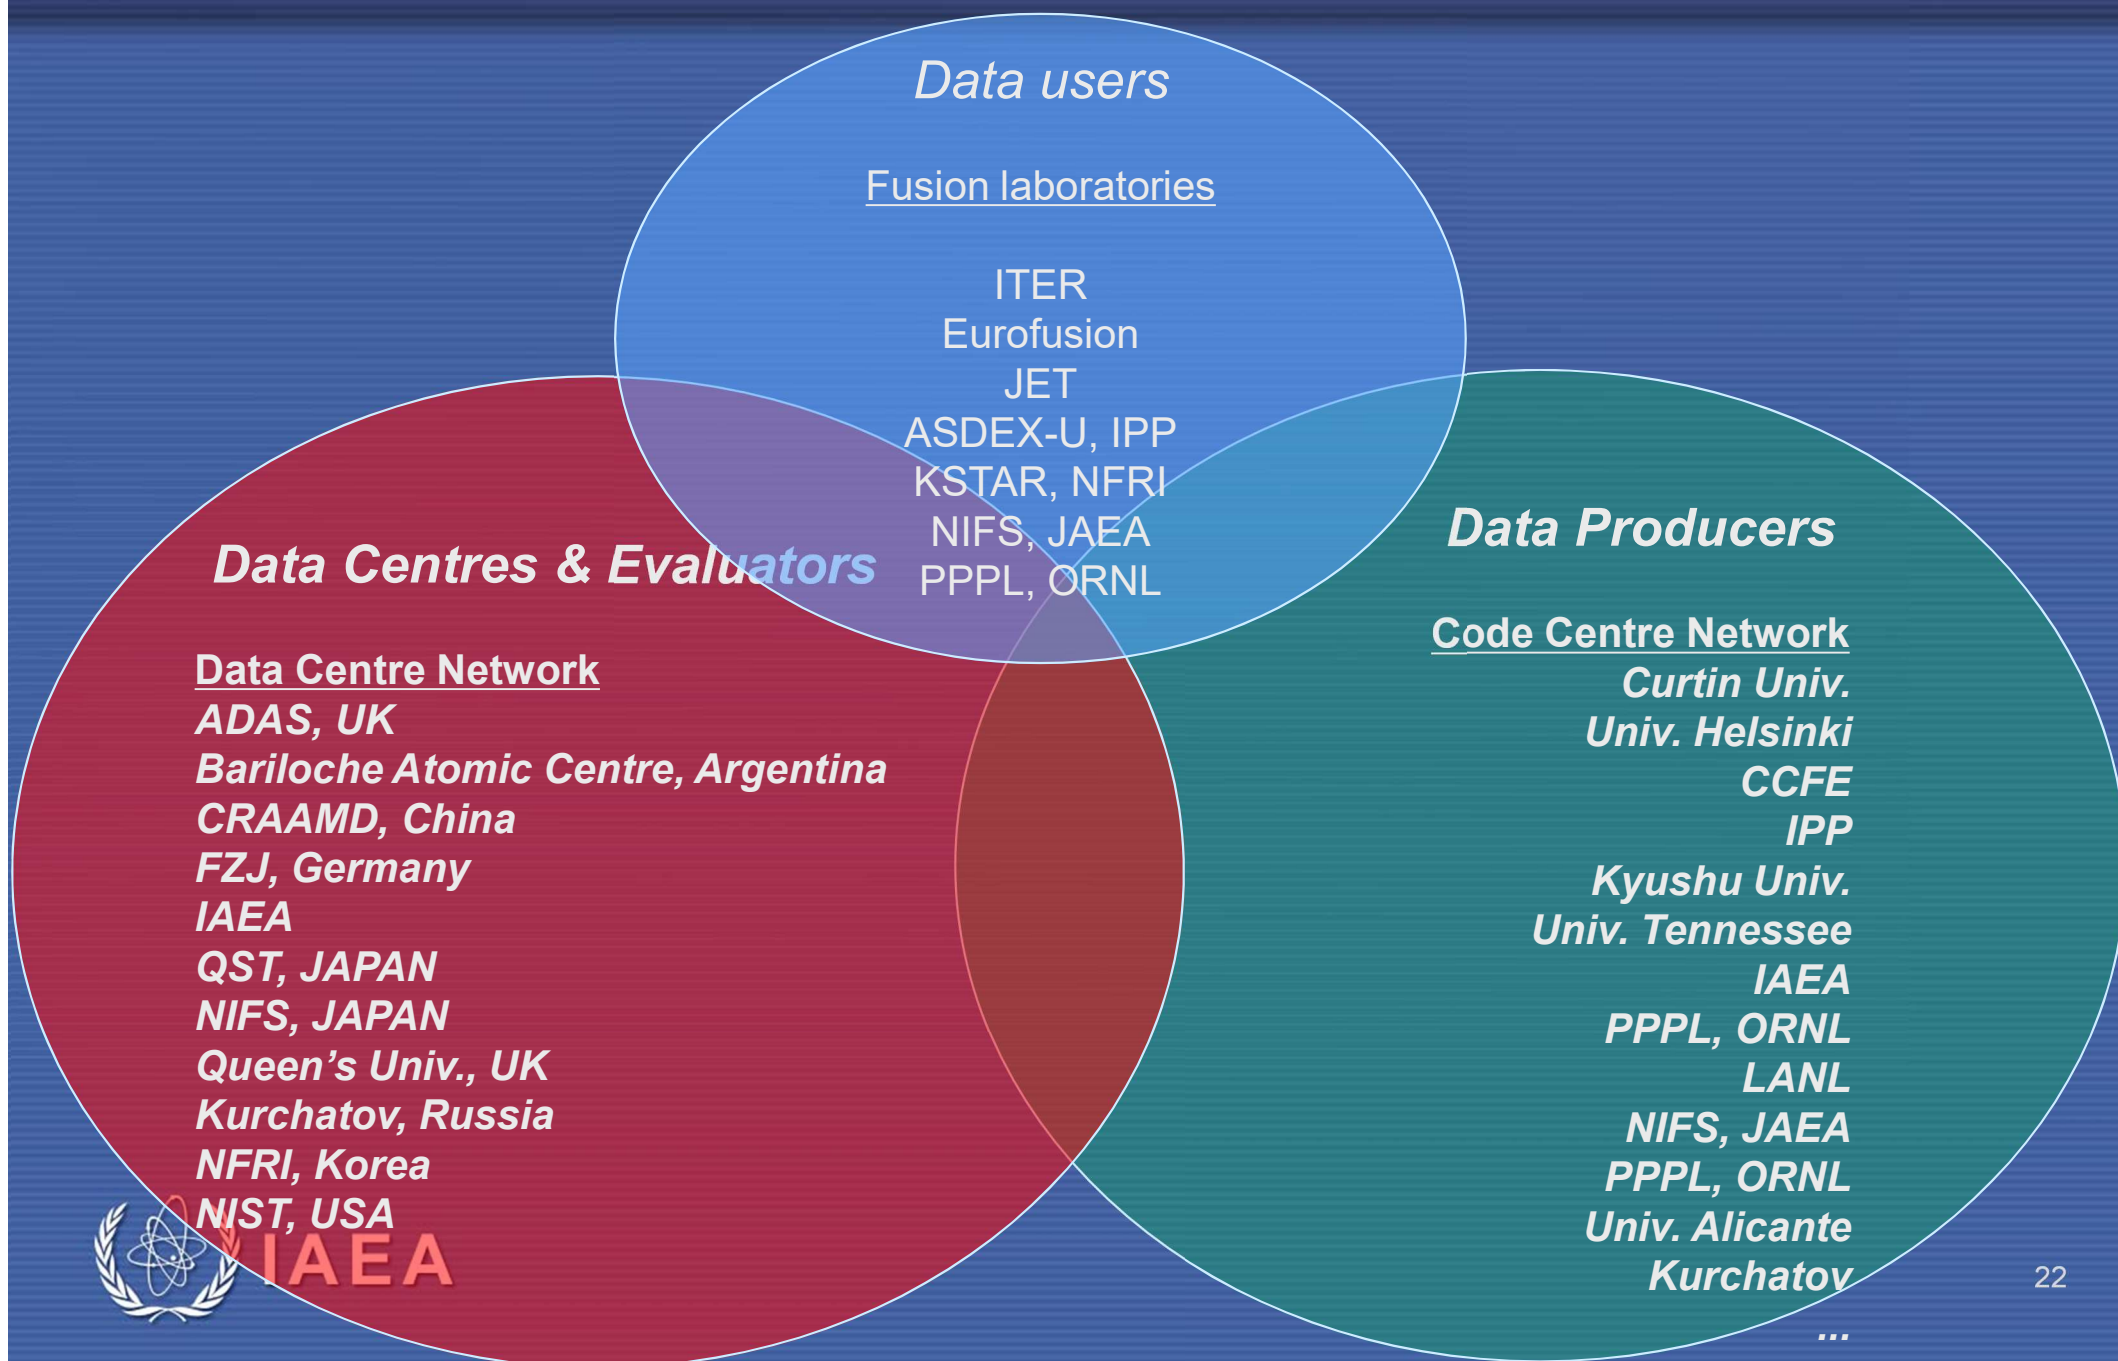 Data users
Fusion laboratories
ITER
Eurofusion
JET
ASDEX-U, IPP
KSTAR, NFRI
NIFS, JAEA
PPPL, ORNL
Data Centres & Evaluators
Data Centre Network
ADAS, UK
Bariloche Atomic Centre, Argentina
CRAAMD, China
FZJ, Germany
IAEA
QST, JAPAN
NIFS, JAPAN
Queen’s Univ., UK
Kurchatov, Russia
NFRI, Korea
NIST, USA
IAEA
Data Producers
Code Centre Network
Curtin Univ.
Univ. Helsinki
CCFE
IPP
Kyushu Univ.
Univ. Tennessee
IAEA
PPPL, ORNL
LANL
NIFS, JAEA
PPPL, ORNL
Univ. Alicante
Kurchatov
...
22